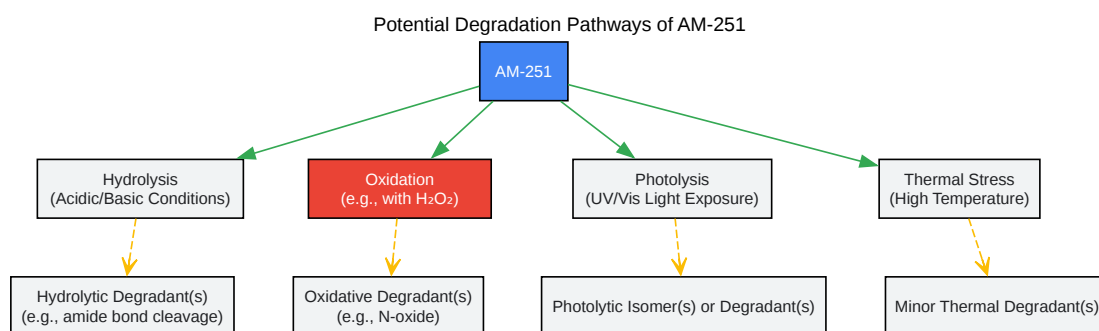 Potential Degradation Pathways of AM-251
AM-251
Hydrolysis
(Acidic/Basic Conditions)
Oxidation
(e.g., with H₂O₂)
Photolysis
(UV/Vis Light Exposure)
Thermal Stress
(High Temperature)
Hydrolytic Degradant(s)
(e.g., amide bond cleavage)
Oxidative Degradant(s)
(e.g., N-oxide)
Photolytic Isomer(s) or Degradant(s)
Minor Thermal Degradant(s)